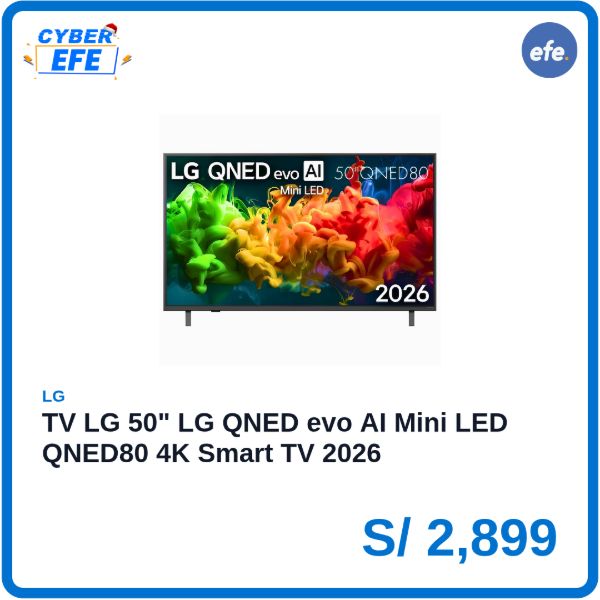 CYBER
EFE
efe.
LG QNED evo AI 50"QNED80
Mini LED
2026
LG
TV LG 50" LG QNED evo AI Mini LED
QNED80 4K Smart TV 2026
S/ 2,899